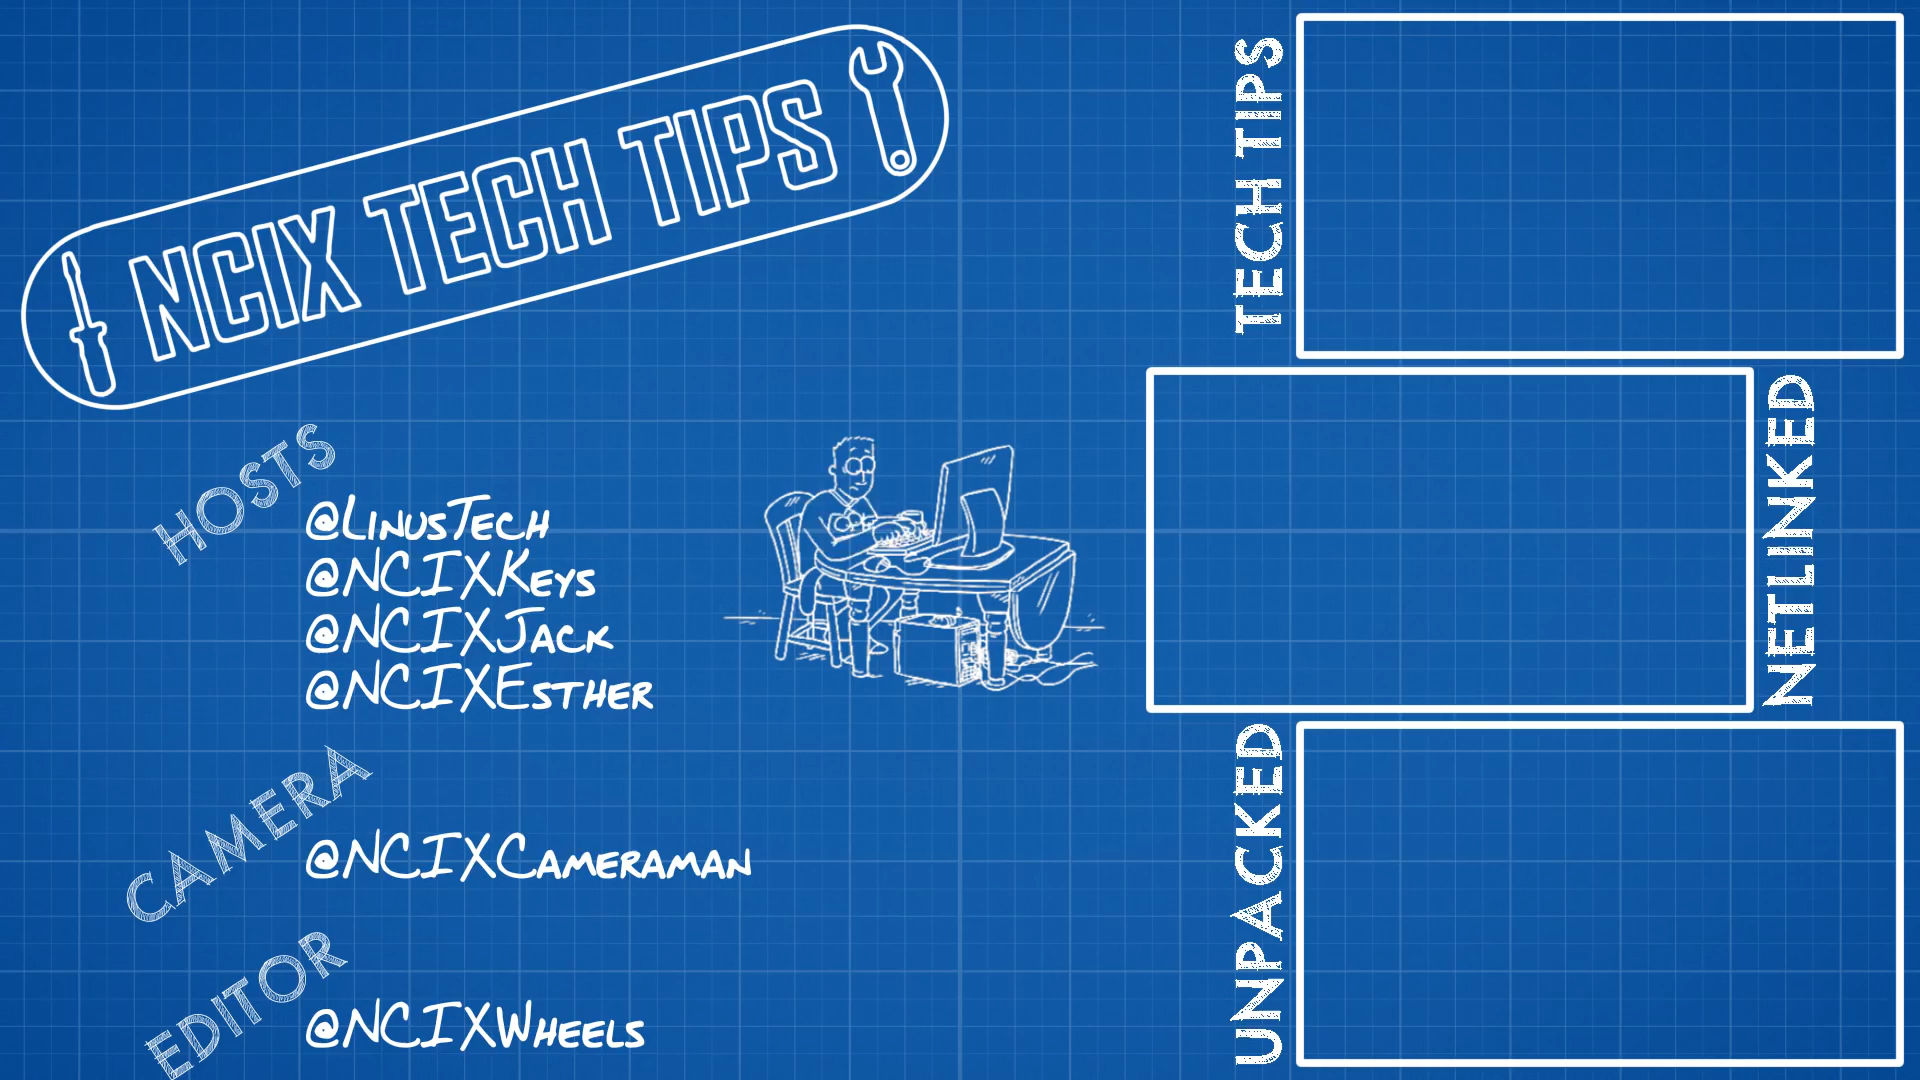 NCIX TECH TIPS
HOSTS
@LinusTech
@NCIXKeys
@NCIXJack
@NCIXEsther
CAMERA
@NCIXCameraman
EDITOR
@NCIXWheels
TECH TIPS
NETLINKED
UNPACKED